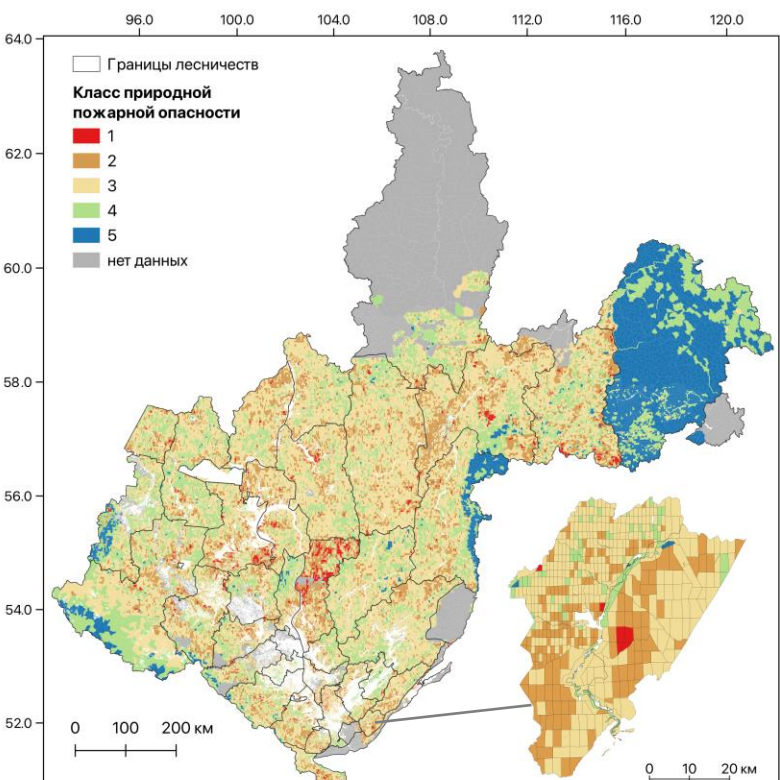 96.0 100.0 104.0 108.0 112.0 116.0 120.0
64.0
Границы лесничеств
Класс природной
пожарной опасности
1
2
3
4
5
нет данных
62.0
60.0
58.0
56.0
54.0
52.0
0 100 200 км
0 10 20 км